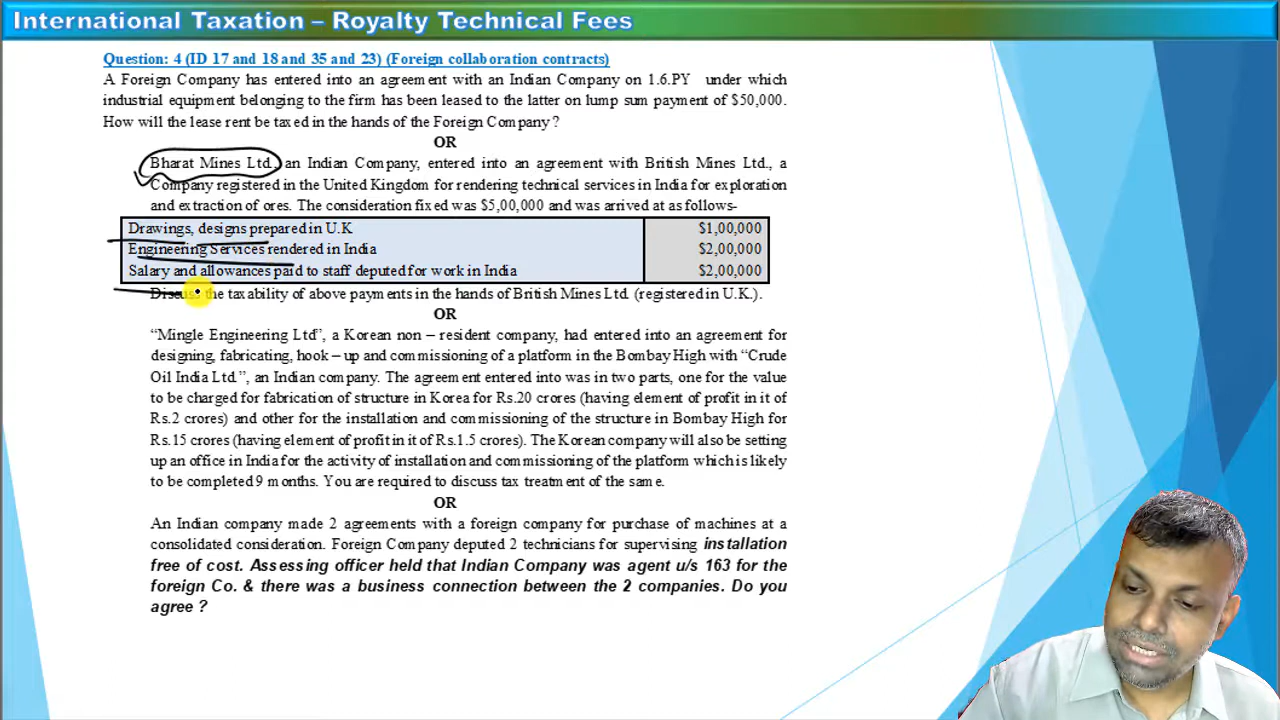 International Taxation – Royalty Technical Fees
Question: 4 (ID 17 and 18 and 35 and 23) (Foreign collaboration contracts)
A Foreign Company has entered into an agreement with an Indian Company on 1.6.PY under which
industrial equipment belonging to the firm has been leased to the latter on lump sum payment of $50,000.
How will the lease rent be taxed in the hands of the Foreign Company?
OR
Bharat Mines Ltd. an Indian Company, entered into an agreement with British Mines Ltd., a
Company registered in the United Kingdom for rendering technical services in India for exploration
and extraction of ores. The consideration fixed was $5,00,000 and was arrived at as follows-
Drawings, designs prepared in U.K $1,00,000
Engineering Services rendered in India $2,00,000
Salary and allowances paid to staff deputed for work in India $2,00,000
Discuss the taxability of above payments in the hands of British Mines Ltd. (registered in U.K.).
OR
“Mingle Engineering Ltd”, a Korean non – resident company, had entered into an agreement for
designing, fabricating, hook – up and commissioning of a platform in the Bombay High with “Crude
Oil India Ltd.”, an Indian company. The agreement entered into was in two parts, one for the value
to be charged for fabrication of structure in Korea for Rs.20 crores (having element of profit in it of
Rs.2 crores) and other for the installation and commissioning of the structure in Bombay High for
Rs.15 crores (having element of profit in it of Rs.1.5 crores). The Korean company will also be setting
up an office in India for the activity of installation and commissioning of the platform which is likely
to be completed 9 months. You are required to discuss tax treatment of the same.
OR
An Indian company made 2 agreements with a foreign company for purchase of machines at a
consolidated consideration. Foreign Company deputed 2 technicians for supervising installation
free of cost. Assessing officer held that Indian Company was agent u/s 163 for the
foreign Co. & there was a business connection between the 2 companies. Do you
agree ?